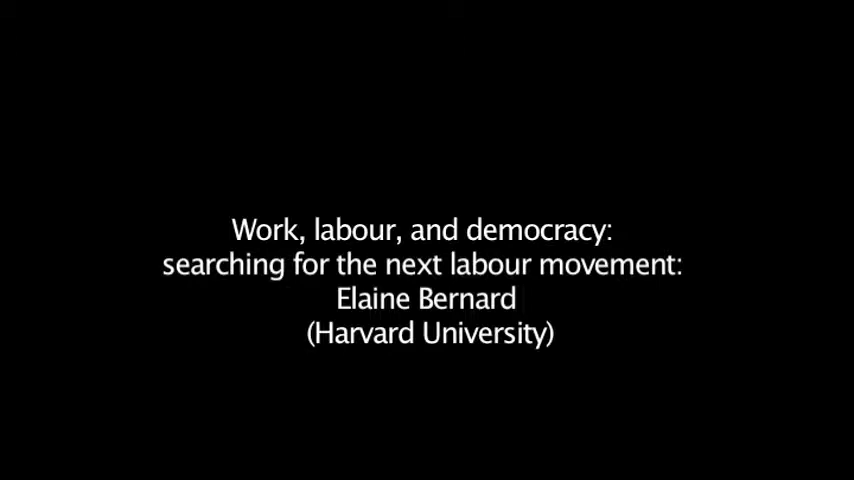 Work, labour, and democracy:
searching for the next labour movement:
Elaine Bernard
(Harvard University)